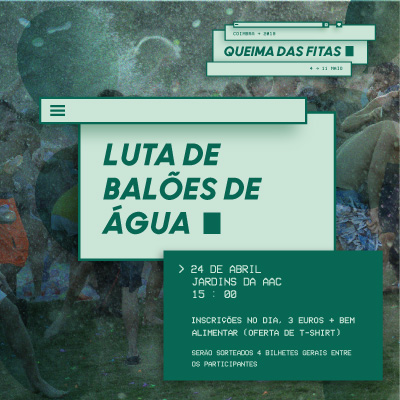 COIMBRA + 2019
QUEIMA DAS FITAS
4 - 11 MAIO
LUTA DE
BALÕES DE
ÁGUA
> 24 DE ABRIL
JARDINS DA AAC
15 : 00
INSCRIÇÕES NO DIA, 3 EUROS + BEM
ALIMENTAR (OFERTA DE T-SHIRT)
SERÃO SORTEADOS 4 BILHETES GERAIS ENTRE
OS PARTICIPANTES